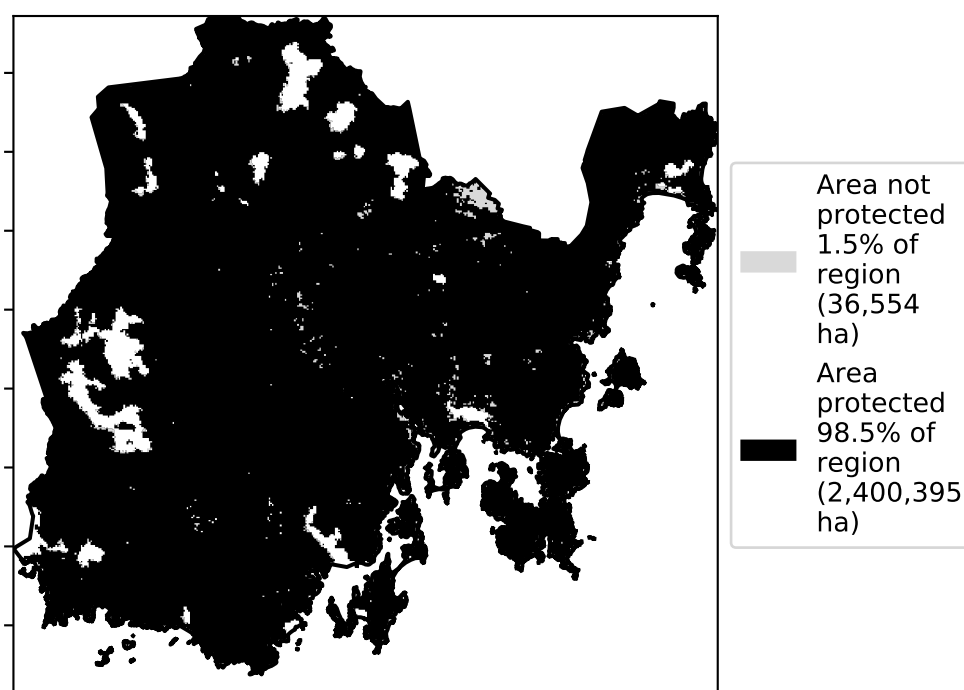 Area not
protected
1.5% of
region
(36,554
ha)
Area
protected
98.5% of
region
(2,400,395
ha)